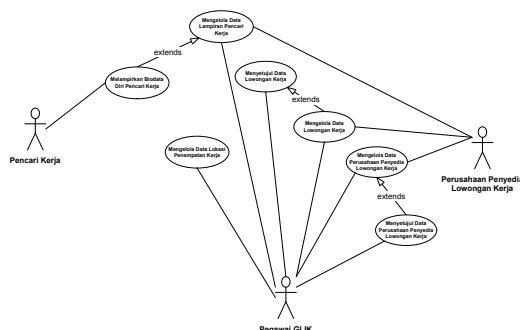 Mengelola Data
Lampiran Pencari
Kerja
extends
Melampirkan Biodata
Diri Pencari Kerja
Menyetujui Data
Lowongan Kerja
extends
Mengelola Data
Lowongan Kerja
Pencari Kerja
Mengelola Data Lokasi
Penempatan Kerja
Mengelola Data
Perusahaan Penyedia
Lowongan Kerja
Perusahaan Penyedia
Lowongan Kerja
extends
Menyetujui Data
Perusahaan Penyedia
Lowongan Kerja
Pegawai GLIK